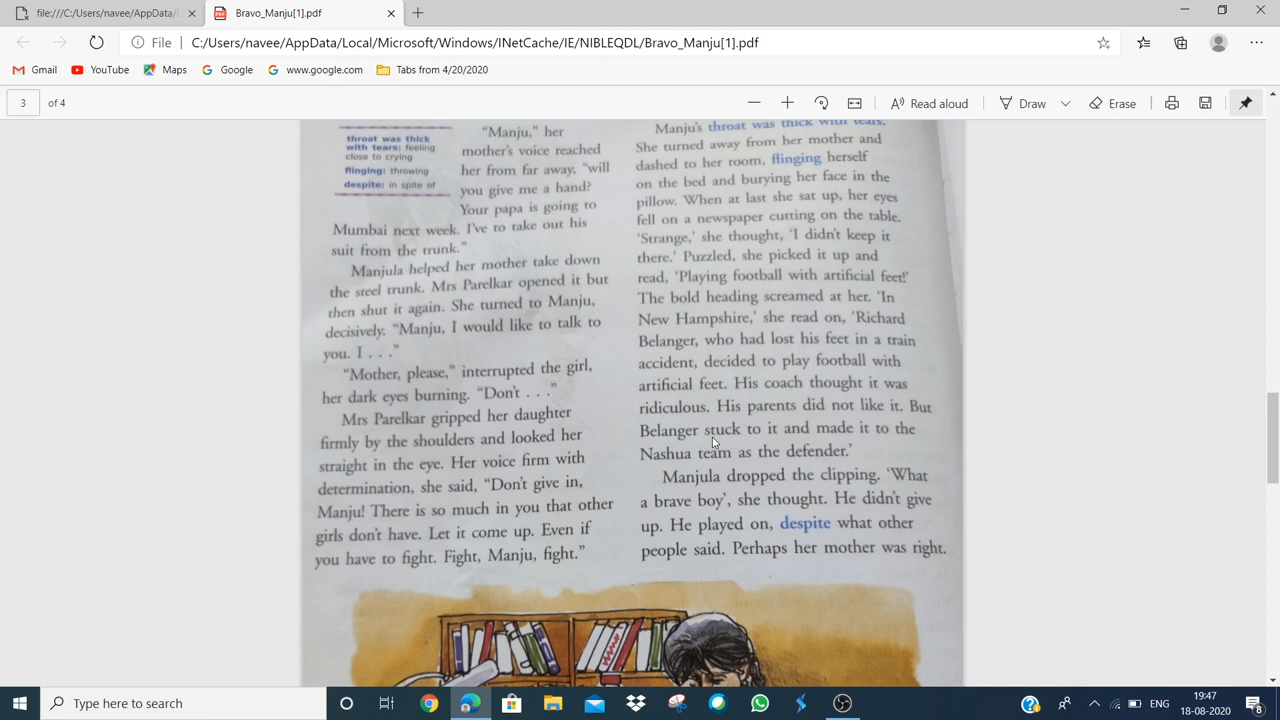 file:///C:/Users/navee/AppData/L
Bravo_Manju[1].pdf
File
C:/Users/navee/AppData/Local/Microsoft/Windows/INetCache/IE/NIBLEQDL/Bravo_Manju[1].pdf
Gmail
YouTube
Maps
Google
www.google.com
Tabs from 4/20/2020
3
of 4
Read aloud
Draw
Erase
throat was thick
with tears: feeling
close to crying
flinging: throwing
despite: in spite of
"Manju," her
mother's voice reached
her from far away, "will
you give me a hand?
Your papa is going to
Mumbai next week. I've to take out his
suit from the trunk."
Manjula helped her mother take down
the steel trunk. Mrs Parelkar opened it but
then shut it again. She turned to Manju,
decisively. "Manju, I would like to talk to
you. I . . ."
"Mother, please," interrupted the girl,
her dark eyes burning. "Don't . . ."
Mrs Parelkar gripped her daughter
firmly by the shoulders and looked her
straight in the eye. Her voice firm with
determination, she said, "Don't give in,
Manju! There is so much in you that other
girls don't have. Let it come up. Even if
you have to fight. Fight, Manju, fight."
Manju's throat was thick with tears.
She turned away from her mother and
dashed to her room, flinging herself
on the bed and burying her face in the
pillow. When at last she sat up, her eyes
fell on a newspaper cutting on the table.
'Strange,' she thought, 'I didn't keep it
there.' Puzzled, she picked it up and
read, 'Playing football with artificial feet!'
The bold heading screamed at her. 'In
New Hampshire,' she read on, 'Richard
Belanger, who had lost his feet in a train
accident, decided to play football with
artificial feet. His coach thought it was
ridiculous. His parents did not like it. But
Belanger stuck to it and made it to the
Nashua team as the defender.'
Manjula dropped the clipping. 'What
a brave boy', she thought. He didn't give
up. He played on, despite what other
people said. Perhaps her mother was right.
Type here to search
ENG
19:47
18-08-2020
8